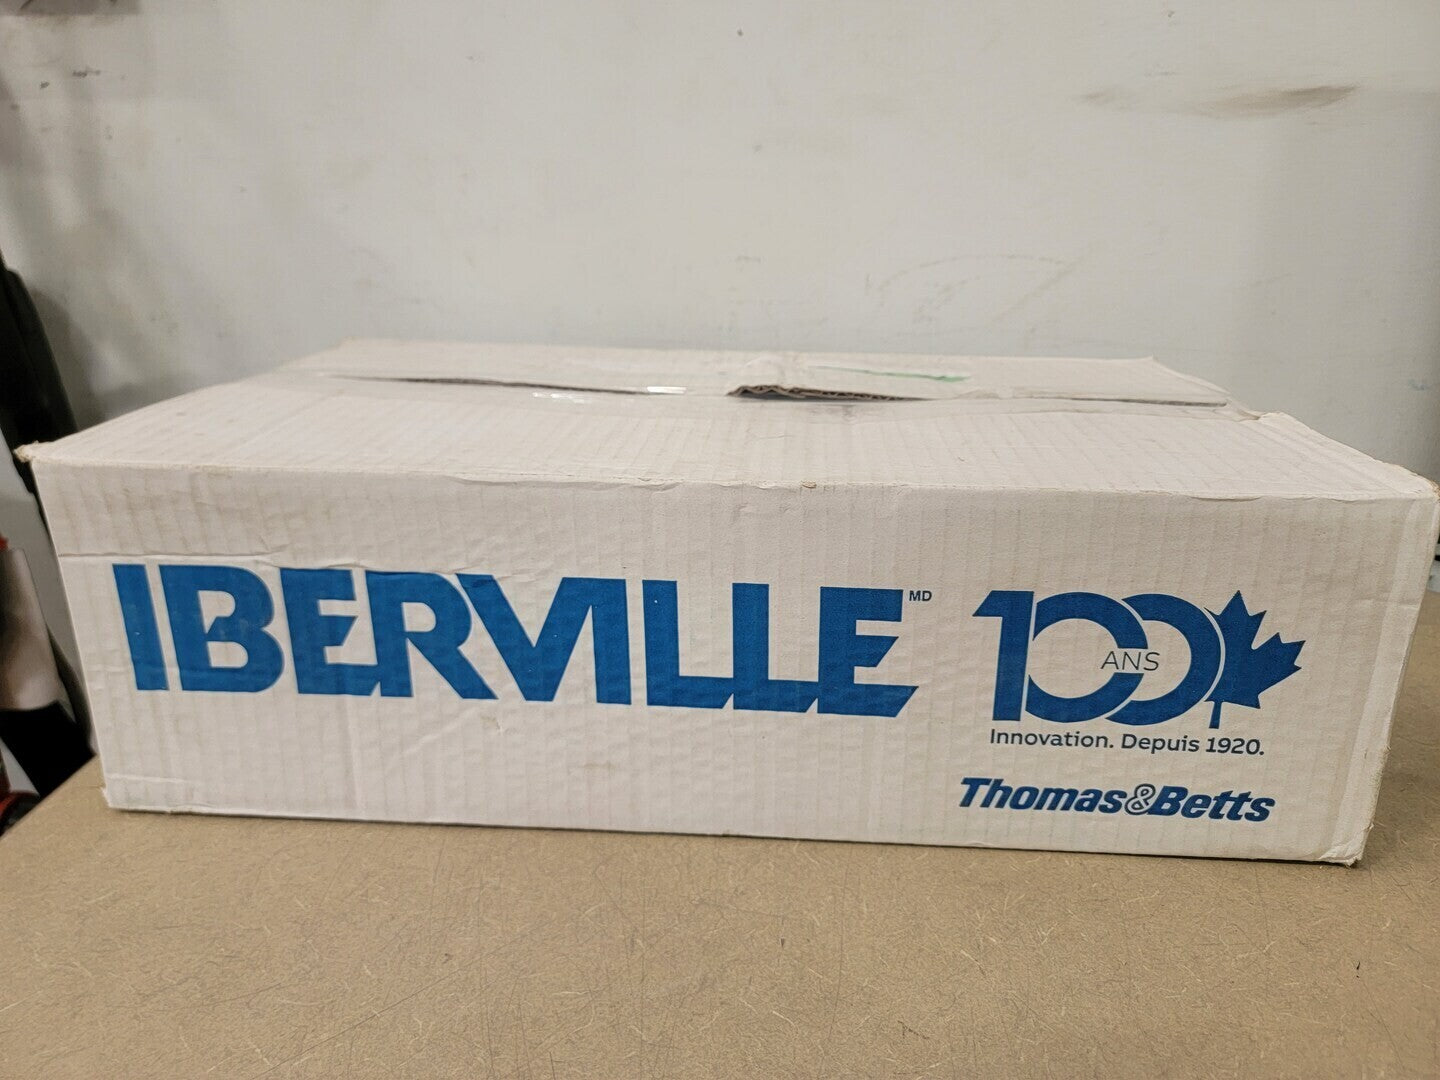 IBERVILLE MD
100 ANS
Innovation. Depuis 1920.
Thomas&Betts